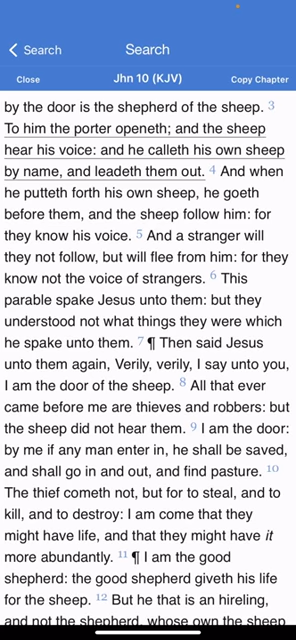 Search
Search
Close
Jhn 10 (KJV)
Copy Chapter
by the door is the shepherd of the sheep. 3
To him the porter openeth; and the sheep
hear his voice: and he calleth his own sheep
by name, and leadeth them out. 4 And when
he putteth forth his own sheep, he goeth
before them, and the sheep follow him: for
they know his voice. 5 And a stranger will
they not follow, but will flee from him: for they
know not the voice of strangers. 6 This
parable spake Jesus unto them: but they
understood not what things they were which
he spake unto them. 7 ¶ Then said Jesus
unto them again, Verily, verily, I say unto you,
I am the door of the sheep. 8 All that ever
came before me are thieves and robbers: but
the sheep did not hear them. 9 I am the door:
by me if any man enter in, he shall be saved,
and shall go in and out, and find pasture. 10
The thief cometh not, but for to steal, and to
kill, and to destroy: I am come that they
might have life, and that they might have it
more abundantly. 11 ¶ I am the good
shepherd: the good shepherd giveth his life
for the sheep. 12 But he that is an hireling,
and not the shepherd, whose own the sheep